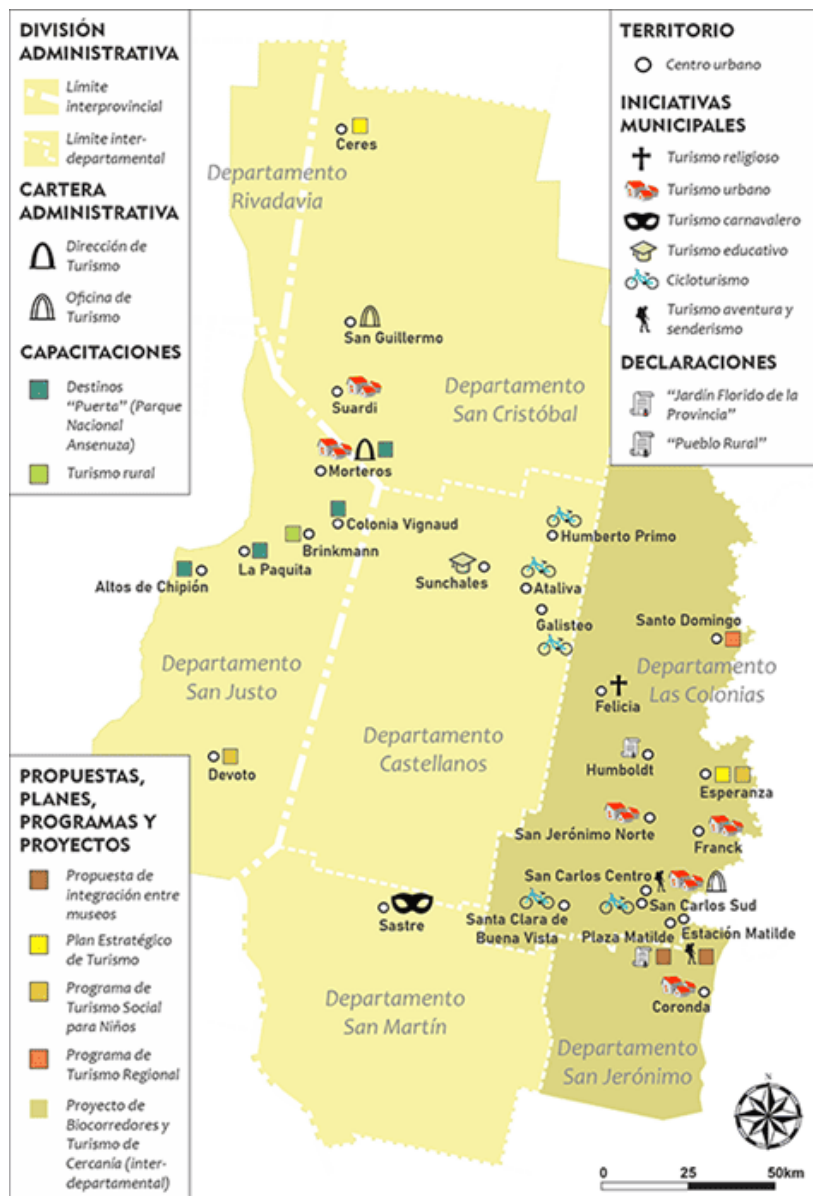 DIVISIÓN
ADMINISTRATIVA
Límite
interprovincial
Límite inter-
departamental
CARTERA
ADMINISTRATIVA
Dirección de
Turismo
Oficina de
Turismo
CAPACITACIONES
Destinos
"Puerta" (Parque
Nacional
Ansenuza)
Turismo rural
TERRITORIO
Centro urbano
INICIATIVAS
MUNICIPALES
Turismo religioso
Turismo urbano
Turismo carnavalero
Turismo educativo
Cicloturismo
Turismo aventura y
senderismo
DECLARACIONES
"Jardín Florido de la
Provincia"
"Pueblo Rural"
Ceres
Departamento
Rivadavia
San Guillermo
Departamento
San Cristóbal
Suardi
Morteros
Colonia Vignaud
Humberto Primo
Brinkmann
La Paquita
Altos de Chipión
Sunchales
Ataliva
Galisteo
Santo Domingo
Departamento
San Justo
Departamento
Las Colonias
Felicia
Departamento
Castellanos
Humboldt
Devoto
Esperanza
San Jerónimo Norte
Franck
San Carlos Centro
San Carlos Sud
Sastre
Santa Clara de
Buena Vista
Plaza Matilde
Estación Matilde
Coronda
Departamento
San Martín
Departamento
San Jerónimo
PROPUESTAS,
PLANES,
PROGRAMAS Y
PROYECTOS
Propuesta de
integración entre
museos
Plan Estratégico
de Turismo
Programa de
Turismo Social
para Niños
Programa de
Turismo Regional
Proyecto de
Biocorredores y
Turismo de
Cercanía (inter-
departamental)
N
0 25 50km